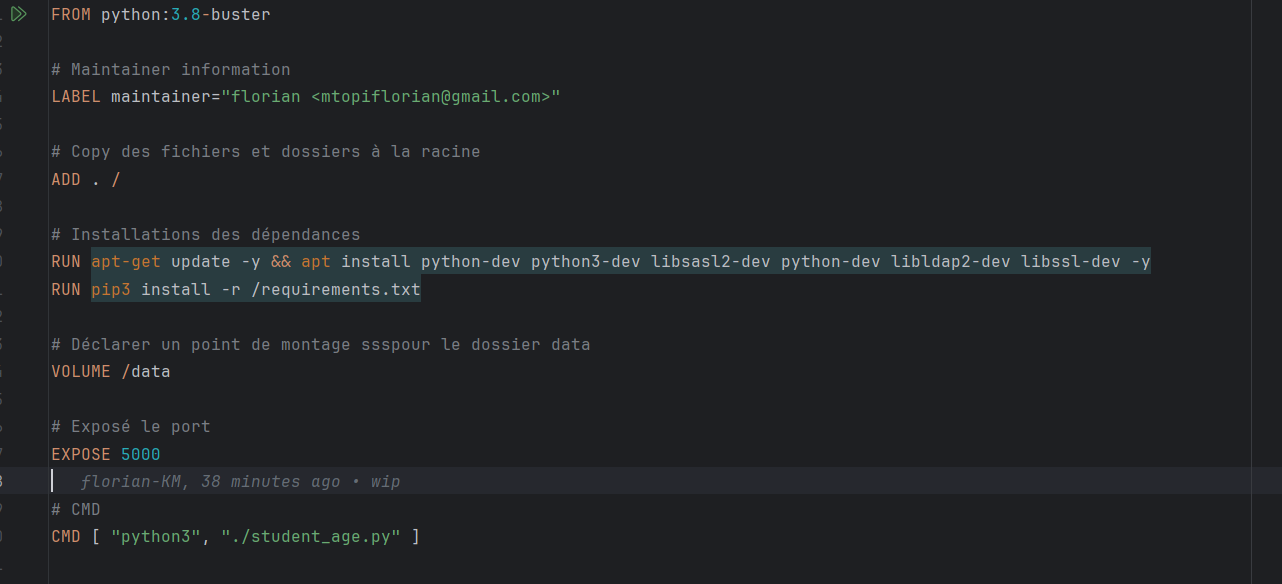 FROM python:3.8-buster
# Maintainer information
LABEL maintainer="florian <mtopiflorian@gmail.com>"
# Copy des fichiers et dossiers à la racine
ADD . /
# Installations des dépendances
RUN apt-get update -y && apt install python-dev python3-dev libsasl2-dev python-dev libldap2-dev libssl-dev -y
RUN pip3 install -r /requirements.txt
# Déclarer un point de montage ssspour le dossier data
VOLUME /data
# Exposé le port
EXPOSE 5000
florian-KM, 38 minutes ago • wip
# CMD
CMD [ "python3", "./student_age.py" ]